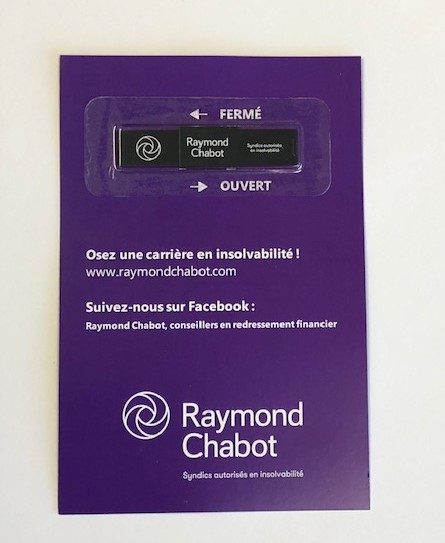 ← FERMÉ
Raymond
Chabot
Syndics autorisés
en insolvabilité
→ OUVERT
Osez une carrière en insolvabilité !
www.raymondchabot.com
Suivez-nous sur Facebook :
Raymond Chabot, conseillers en redressement financier
Raymond
Chabot
Syndics autorisés en insolvabilité